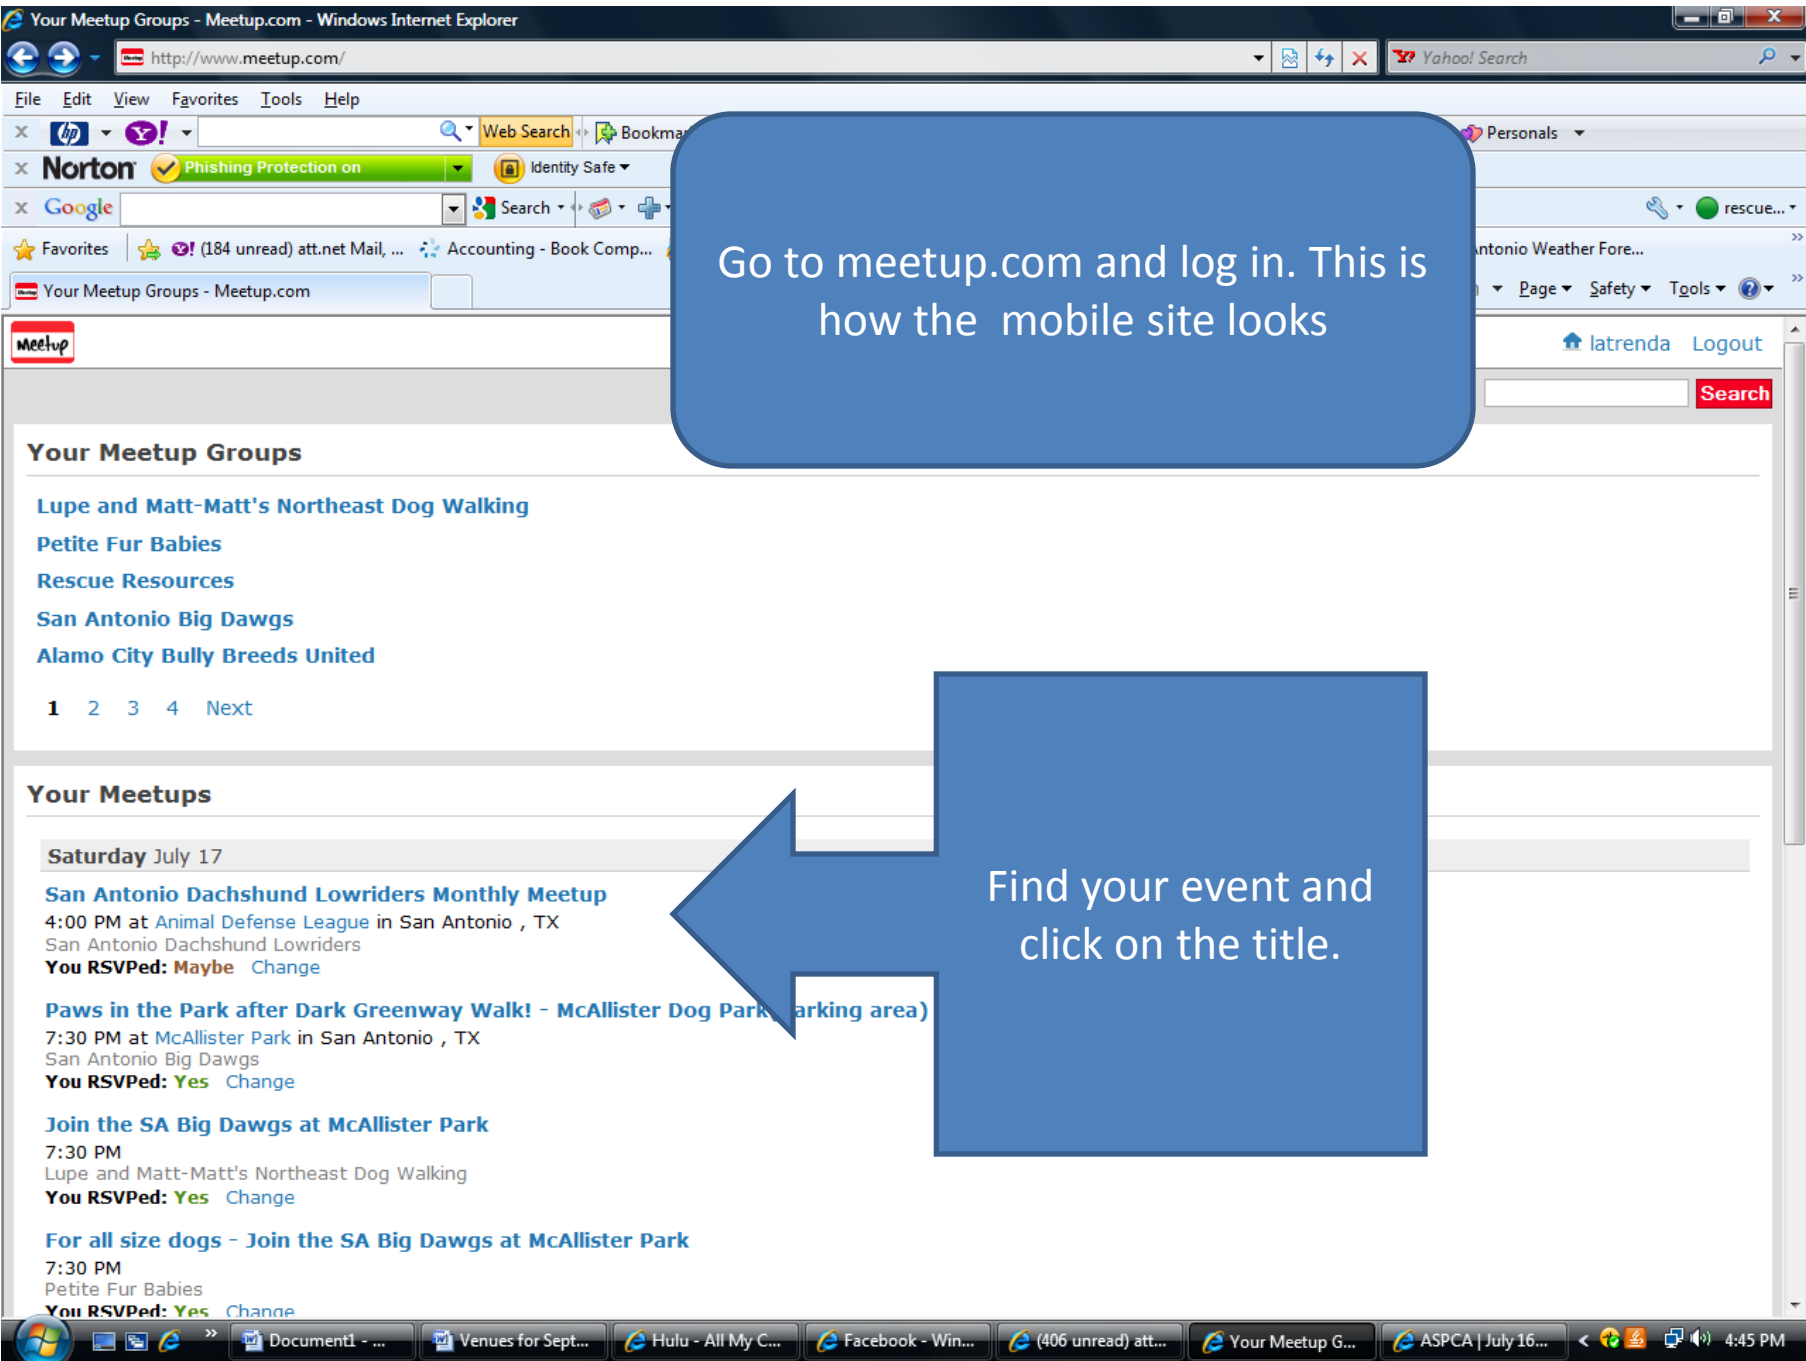 Your Meetup Groups - Meetup.com - Windows Internet Explorer
http://www.meetup.com/
Yahoo! Search
File Edit View Favorites Tools Help
x hp Y! Web Search Personals
x Norton Phishing Protection on Identity Safe
x Google Search rescue...
Favorites (184 unread) att.net Mail, ... Accounting - Book Comp... Weather Fore...
Your Meetup Groups - Meetup.com
Page Safety Tools
Go to meetup.com and log in. This is
how the mobile site looks
Meetup
latrenda Logout
Search
Your Meetup Groups
Lupe and Matt-Matt's Northeast Dog Walking
Petite Fur Babies
Rescue Resources
San Antonio Big Dawgs
Alamo City Bully Breeds United
1 2 3 4 Next
Your Meetups
Saturday July 17
San Antonio Dachshund Lowriders Monthly Meetup
4:00 PM at Animal Defense League in San Antonio , TX
San Antonio Dachshund Lowriders
You RSVPed: Maybe Change
Find your event and
click on the title.
Paws in the Park after Dark Greenway Walk! - McAllister Dog Park arking area)
7:30 PM at McAllister Park in San Antonio , TX
San Antonio Big Dawgs
You RSVPed: Yes Change
Join the SA Big Dawgs at McAllister Park
7:30 PM
Lupe and Matt-Matt's Northeast Dog Walking
You RSVPed: Yes Change
For all size dogs - Join the SA Big Dawgs at McAllister Park
7:30 PM
Petite Fur Babies
You RSVPed: Yes Change
Document1 - ... Venues for Sept... Hulu - All My C... Facebook - Win... (406 unread) att... Your Meetup G... ASPCA | July 16... 4:45 PM